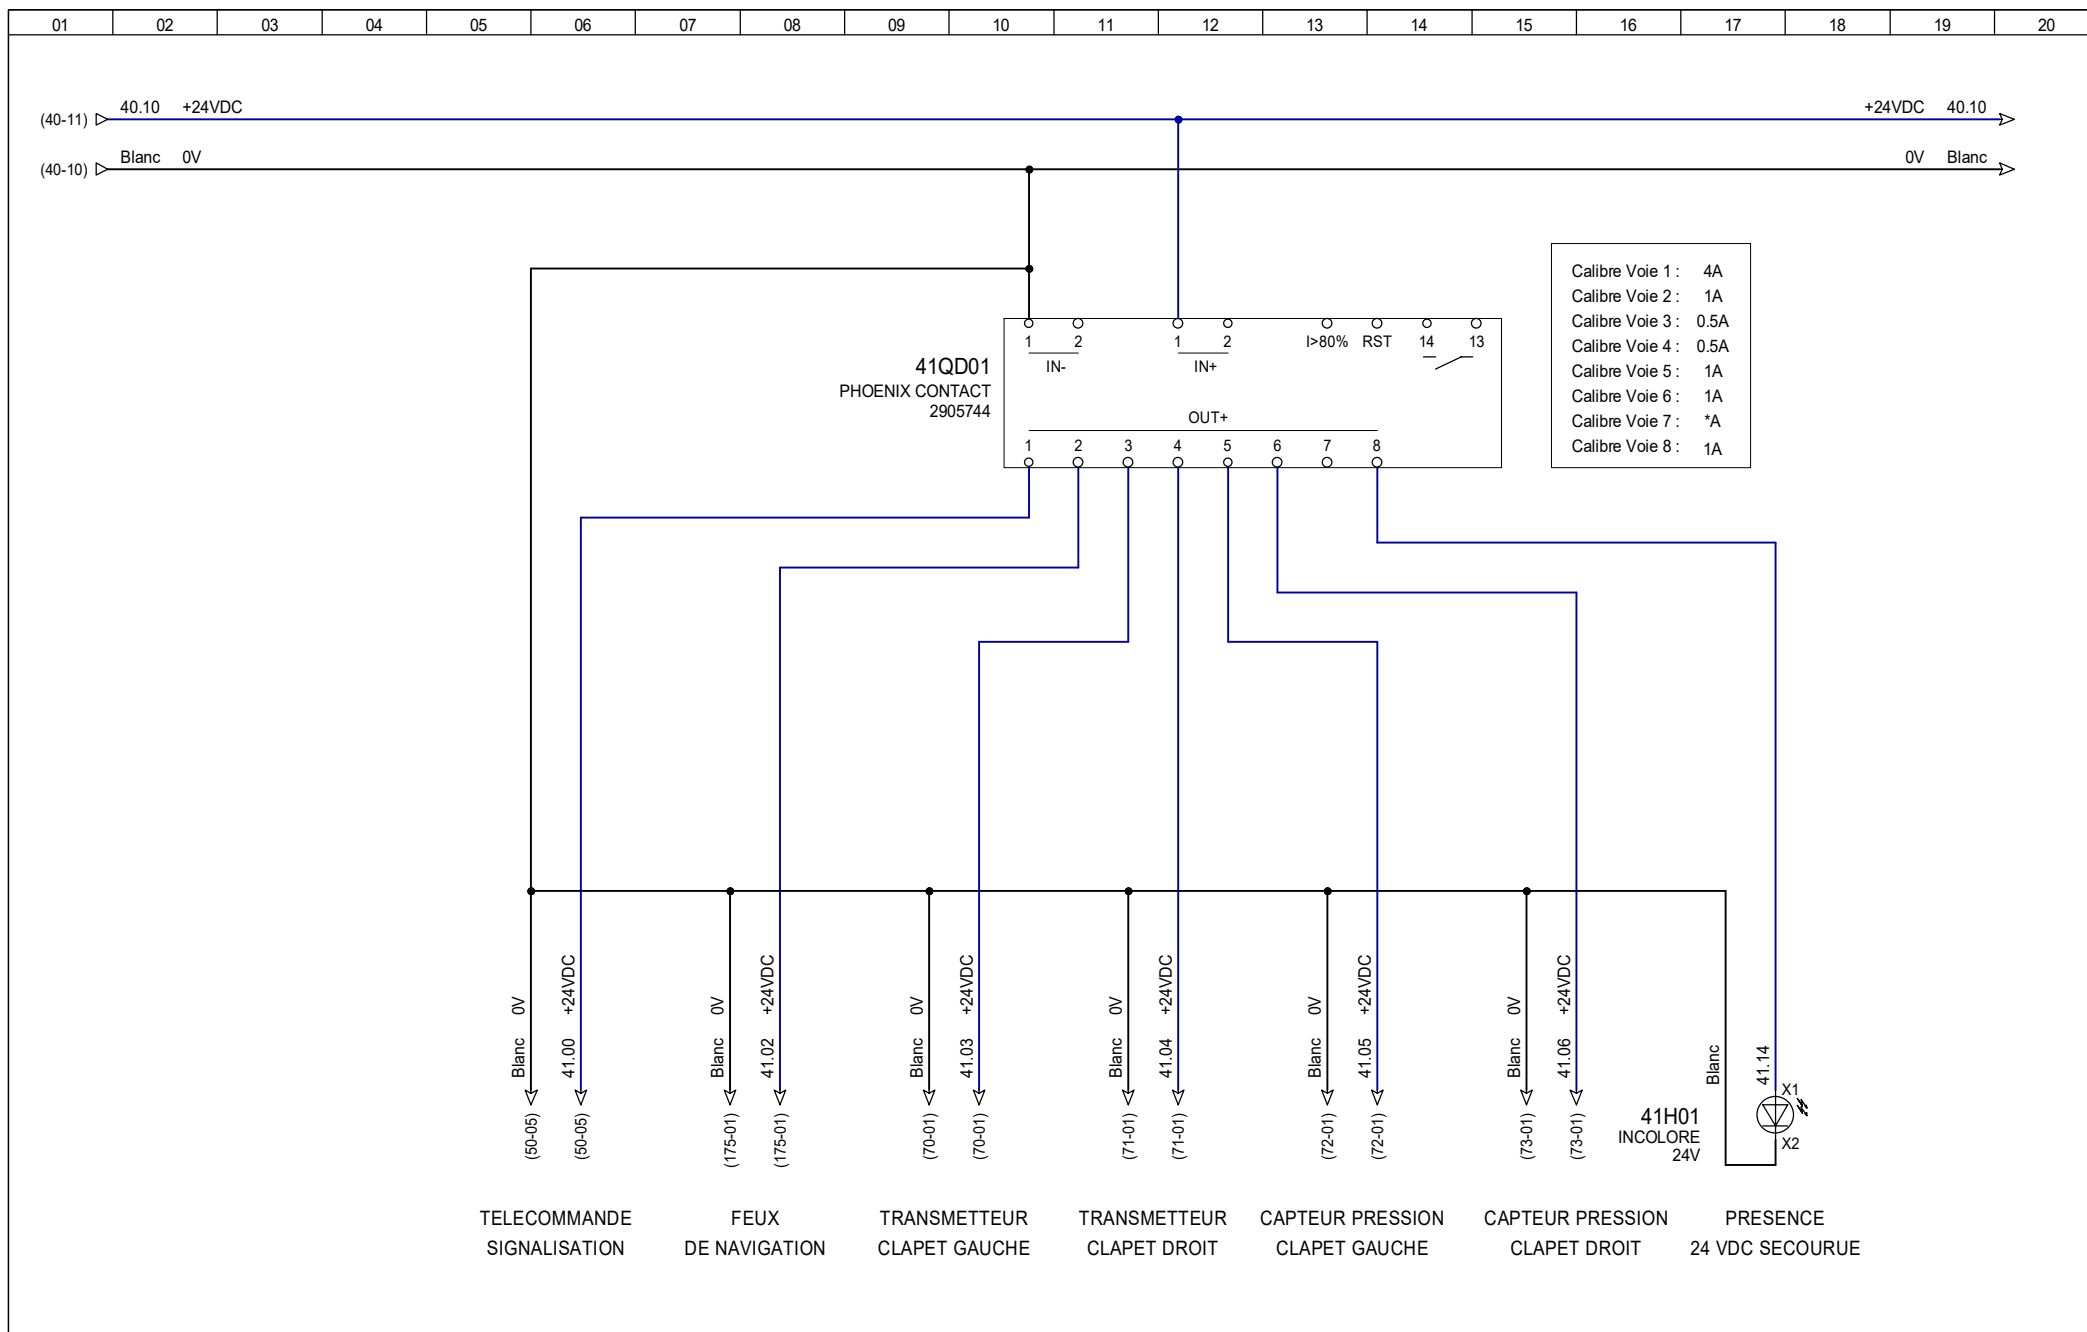 01 02 03 04 05 06 07 08 09 10 11 12 13 14 15 16 17 18 19 20
40.10 +24VDC +24VDC 40.10
(40-11)
Blanc 0V 0V Blanc
(40-10)
Calibre Voie 1 : 4A
Calibre Voie 2 : 1A
Calibre Voie 3 : 0.5A
Calibre Voie 4 : 0.5A
Calibre Voie 5 : 1A
Calibre Voie 6 : 1A
Calibre Voie 7 : *A
Calibre Voie 8 : 1A
1 2 1 2 I>80% RST 14 13
IN- IN+
41QD01
PHOENIX CONTACT
2905744
OUT+
1 2 3 4 5 6 7 8
Blanc 0V
41.00 +24VDC
Blanc 0V
41.02 +24VDC
Blanc 0V
41.03 +24VDC
Blanc 0V
41.04 +24VDC
Blanc 0V
41.05 +24VDC
Blanc 0V
41.06 +24VDC
Blanc
41.14
(50-05) (50-05) (175-01) (175-01) (70-01) (70-01) (71-01) (71-01) (72-01) (72-01) (73-01) (73-01)
X1
41H01
INCOLORE
24V
X2
TELECOMMANDE
SIGNALISATION
FEUX
DE NAVIGATION
TRANSMETTEUR
CLAPET GAUCHE
TRANSMETTEUR
CLAPET DROIT
CAPTEUR PRESSION
CLAPET GAUCHE
CAPTEUR PRESSION
CLAPET DROIT
PRESENCE
24 VDC SECOURUE